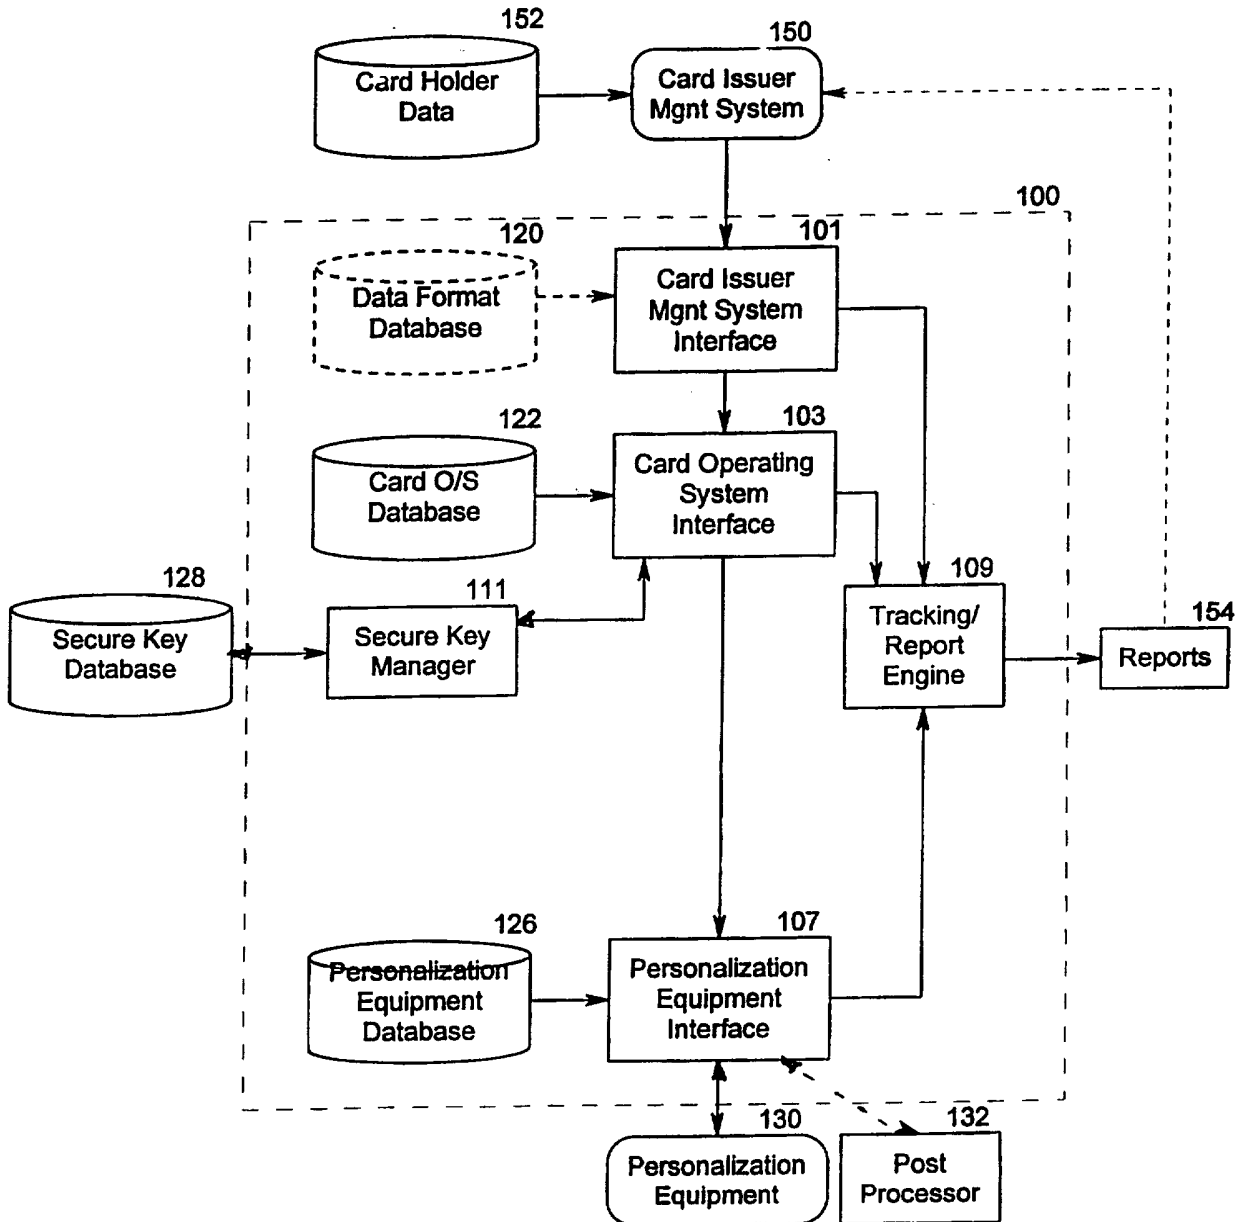 152
Card Holder
Data
150
Card Issuer
Mgnt System
100
120
Data Format
Database
101
Card Issuer
Mgnt System
Interface
122
Card O/S
Database
103
Card Operating
System
Interface
128
Secure Key
Database
111
Secure Key
Manager
109
Tracking/
Report
Engine
154
Reports
126
Personalization
Equipment
Database
107
Personalization
Equipment
Interface
130
Personalization
Equipment
132
Post
Processor